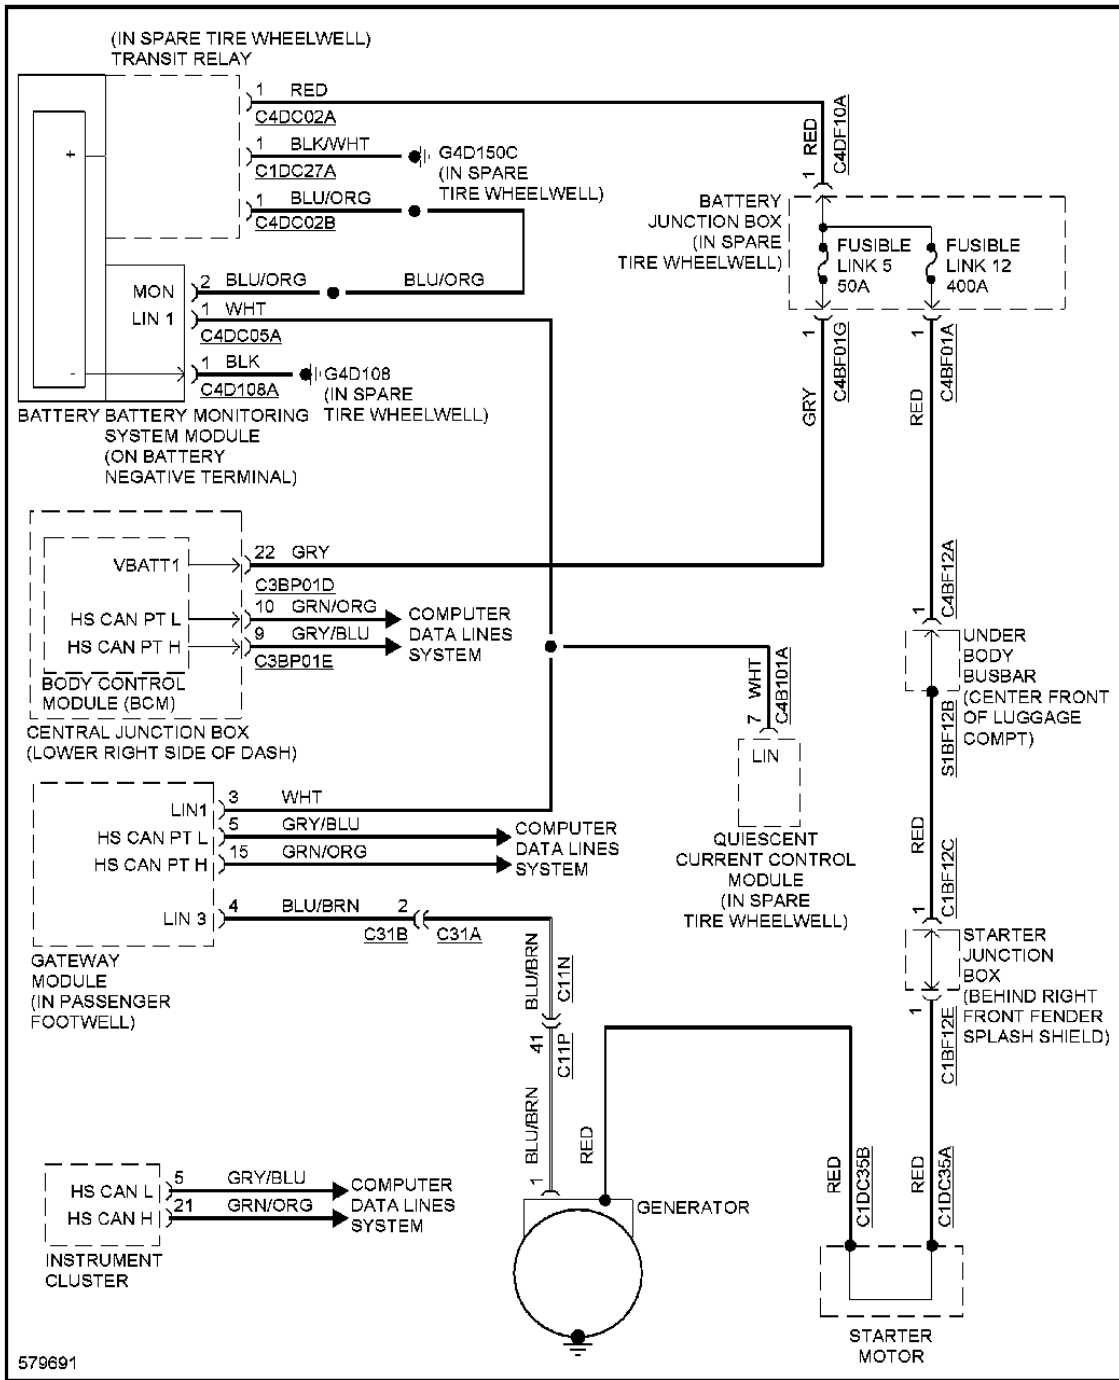 (IN SPARE TIRE WHEELWELL)
TRANSIT RELAY
1 RED
C4DC02A
1 BLK/WHT
C1DC27A
G4D150C
(IN SPARE
TIRE WHEELWELL)
1 BLU/ORG
C4DC02B
+
-
MON
2 BLU/ORG
BLU/ORG
LIN 1
1 WHT
C4DC05A
1 BLK
C4D108A
G4D108
(IN SPARE
TIRE WHEELWELL)
BATTERY
BATTERY MONITORING
SYSTEM MODULE
(ON BATTERY
NEGATIVE TERMINAL)
1 RED
C4DF10A
BATTERY
JUNCTION BOX
(IN SPARE
TIRE WHEELWELL)
FUSIBLE
LINK 5
50A
FUSIBLE
LINK 12
400A
1
C4BF01G
GRY
1
C4BF01A
RED
VBATT1
22 GRY
C3BP01D
HS CAN PT L
10 GRN/ORG
HS CAN PT H
9 GRY/BLU
C3BP01E
COMPUTER
DATA LINES
SYSTEM
BODY CONTROL
MODULE (BCM)
CENTRAL JUNCTION BOX
(LOWER RIGHT SIDE OF DASH)
7 WHT
C4B101A
LIN
QUIESCENT
CURRENT CONTROL
MODULE
(IN SPARE
TIRE WHEELWELL)
1
C4BF12A
UNDER
BODY
BUSBAR
(CENTER FRONT
OF LUGGAGE
COMPT)
S1BF12B
RED
1
C1BF12C
STARTER
JUNCTION
BOX
(BEHIND RIGHT
FRONT FENDER
SPLASH SHIELD)
1
C1BF12E
LIN1
3 WHT
HS CAN PT L
5 GRY/BLU
HS CAN PT H
15 GRN/ORG
COMPUTER
DATA LINES
SYSTEM
LIN 3
4 BLU/BRN 2
C31B
C31A
GATEWAY
MODULE
(IN PASSENGER
FOOTWELL)
BLU/BRN
C11N
41
C11P
BLU/BRN
1
RED
GENERATOR
RED
C1DC35B
RED
C1DC35A
STARTER
MOTOR
HS CAN L
5 GRY/BLU
HS CAN H
21 GRN/ORG
COMPUTER
DATA LINES
SYSTEM
INSTRUMENT
CLUSTER
579691